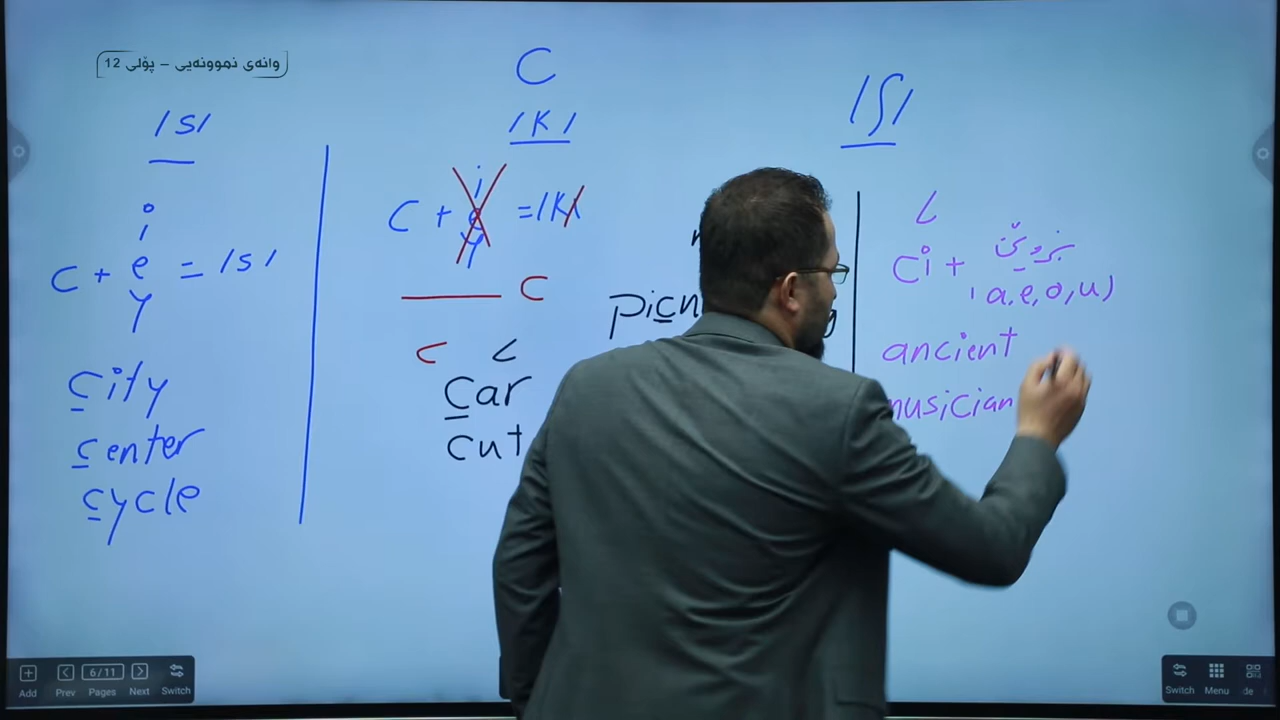 وانەی نموونەیی – پۆلی 12
C
/s/
/k/
/ʃ/
i
C + e = /s/
y
city
center
cycle
i
C + e = /k/
y
C
c c
car
cut
picn
c
ci + بزوێن
(a,e,o,u)
ancient
musician
Add
Prev
6/11
Pages
Next
Switch
Switch
Menu
de